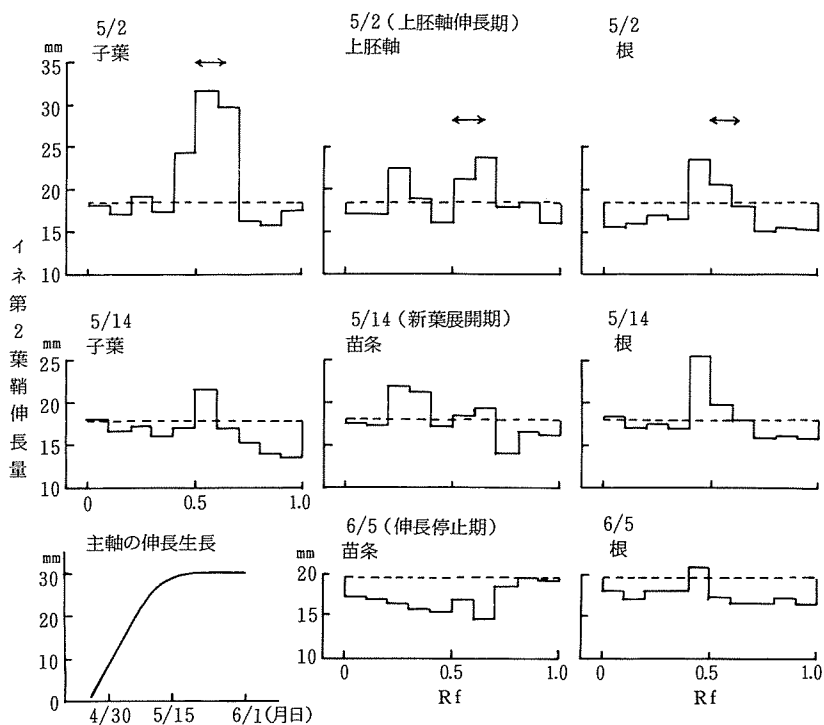 5/2
子葉
mm
35
30
25
20
15
10
5/2（上胚軸伸長期）
上胚軸
5/2
根
イネ第2葉鞘伸長量
5/14
子葉
mm
25
20
15
10
0
0.5
1.0
5/14（新葉展開期）
苗条
5/14
根
主軸の伸長生長
mm
30
20
10
0
4/30
5/15
6/1(月日)
6/5（伸長停止期）
苗条
mm
20
15
10
0
0.5
1.0
Rf
6/5
根
0
0.5
1.0
Rf